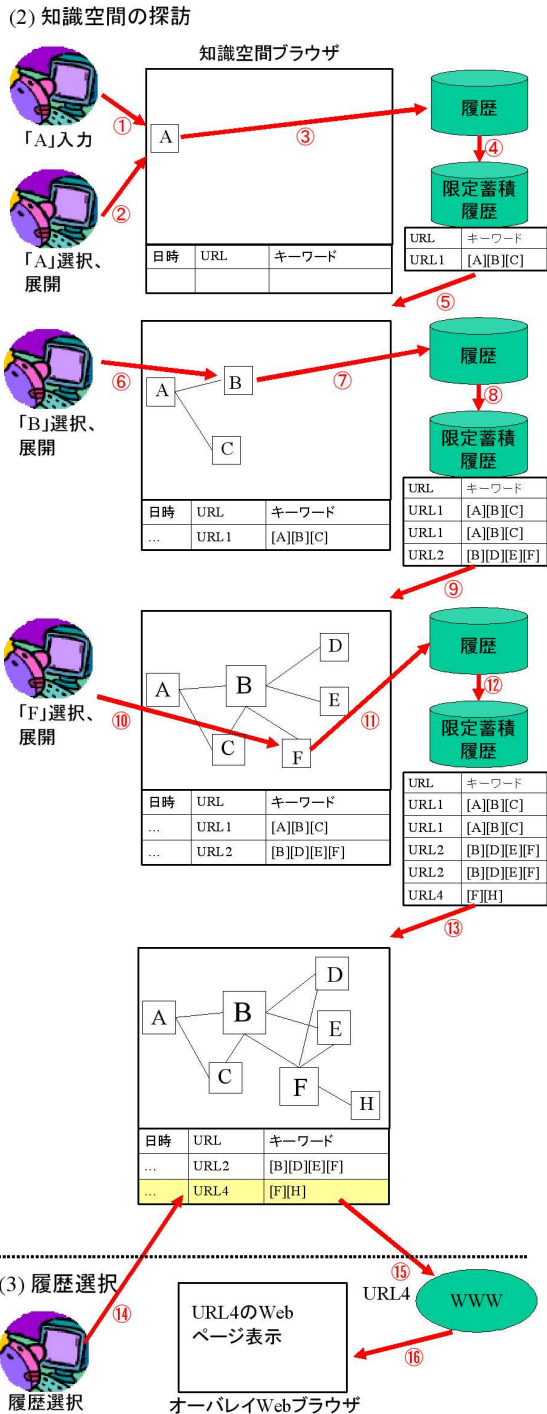 (2) 知識空間の探訪
知識空間ブラウザ
「A」入力
①
A
③
履歴
④
②
「A」選択、
展開
限定蓄積
履歴
日時 URL キーワード
URL キーワード
URL1 [A][B][C]
⑤
⑥
「B」選択、
展開
A
B
C
⑦
履歴
⑧
限定蓄積
履歴
日時 URL キーワード
… URL1 [A][B][C]
URL キーワード
URL1 [A][B][C]
URL1 [A][B][C]
URL2 [B][D][E][F]
⑨
「F」選択、
展開
⑩
A
B
C
D
E
F
⑪
履歴
⑫
限定蓄積
履歴
日時 URL キーワード
… URL1 [A][B][C]
… URL2 [B][D][E][F]
URL キーワード
URL1 [A][B][C]
URL1 [A][B][C]
URL2 [B][D][E][F]
URL2 [B][D][E][F]
URL4 [F][H]
⑬
A
B
C
D
E
F
H
日時 URL キーワード
… URL2 [B][D][E][F]
… URL4 [F][H]
(3) 履歴選択
⑭
履歴選択
URL4のWeb
ページ表示
オーバレイWebブラウザ
⑮
URL4
WWW
⑯